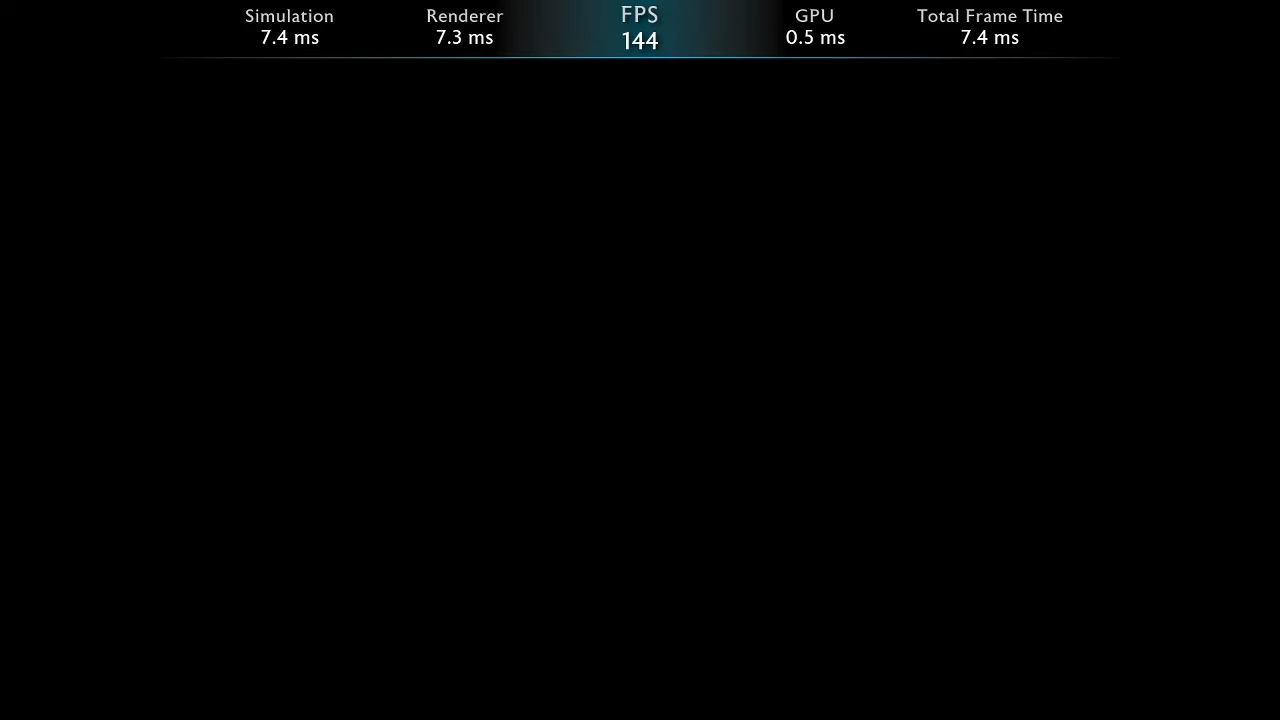 Simulation
7.4 ms
Renderer
7.3 ms
FPS
144
GPU
0.5 ms
Total Frame Time
7.4 ms